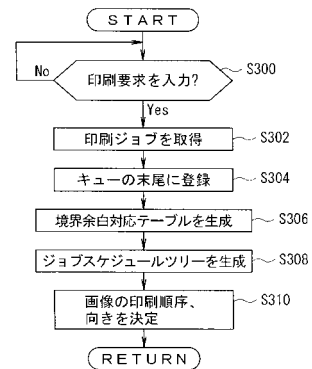 START
印刷要求を入力?
S300
No
Yes
印刷ジョブを取得
S302
キューの末尾に登録
S304
境界余白対応テーブルを生成
S306
ジョブスケジュールツリーを生成
S308
画像の印刷順序、
向きを決定
S310
RETURN